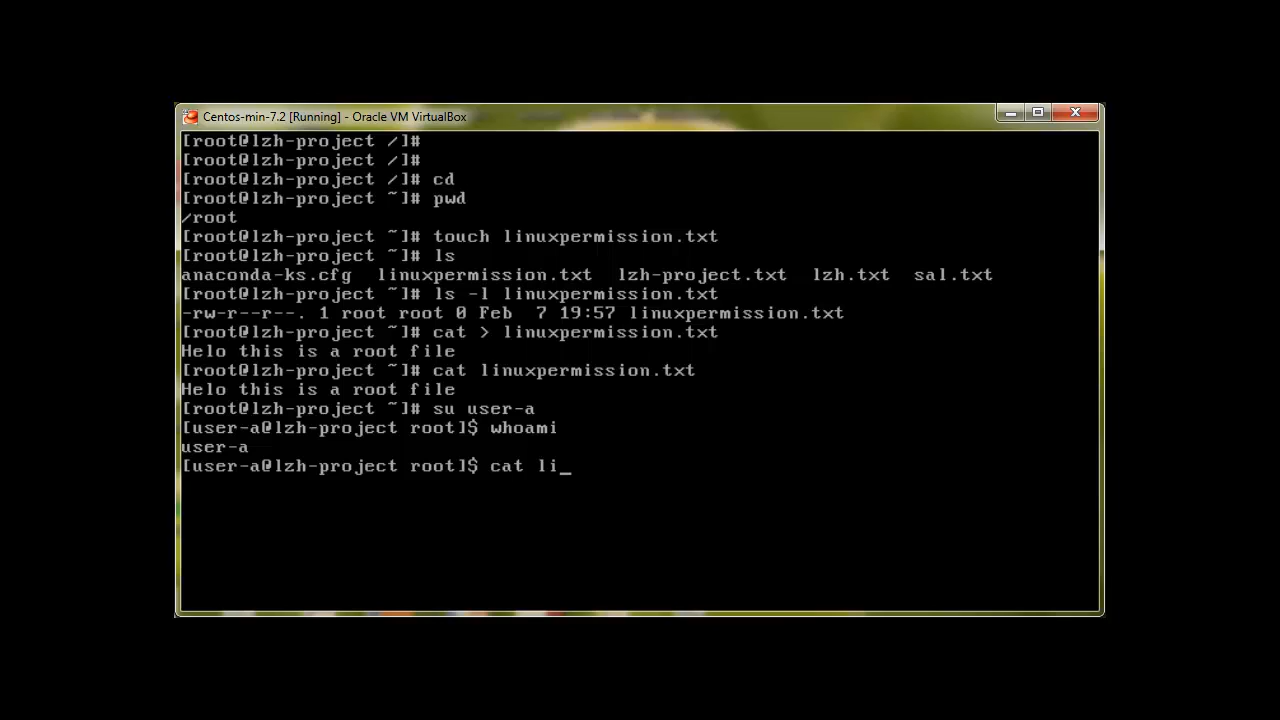 Centos-min-7.2 [Running] - Oracle VM VirtualBox
[root@lzh-project /]#
[root@lzh-project /]#
[root@lzh-project /]# cd
[root@lzh-project ~]# pwd
/root
[root@lzh-project ~]# touch linuxpermission.txt
[root@lzh-project ~]# ls
anaconda-ks.cfg  linuxpermission.txt  lzh-project.txt  lzh.txt  sal.txt
[root@lzh-project ~]# ls -l linuxpermission.txt
-rw-r--r--. 1 root root 0 Feb  7 19:57 linuxpermission.txt
[root@lzh-project ~]# cat > linuxpermission.txt
Helo this is a root file
[root@lzh-project ~]# cat linuxpermission.txt
Helo this is a root file
[root@lzh-project ~]# su user-a
[user-a@lzh-project root]$ whoami
user-a
[user-a@lzh-project root]$ cat li_